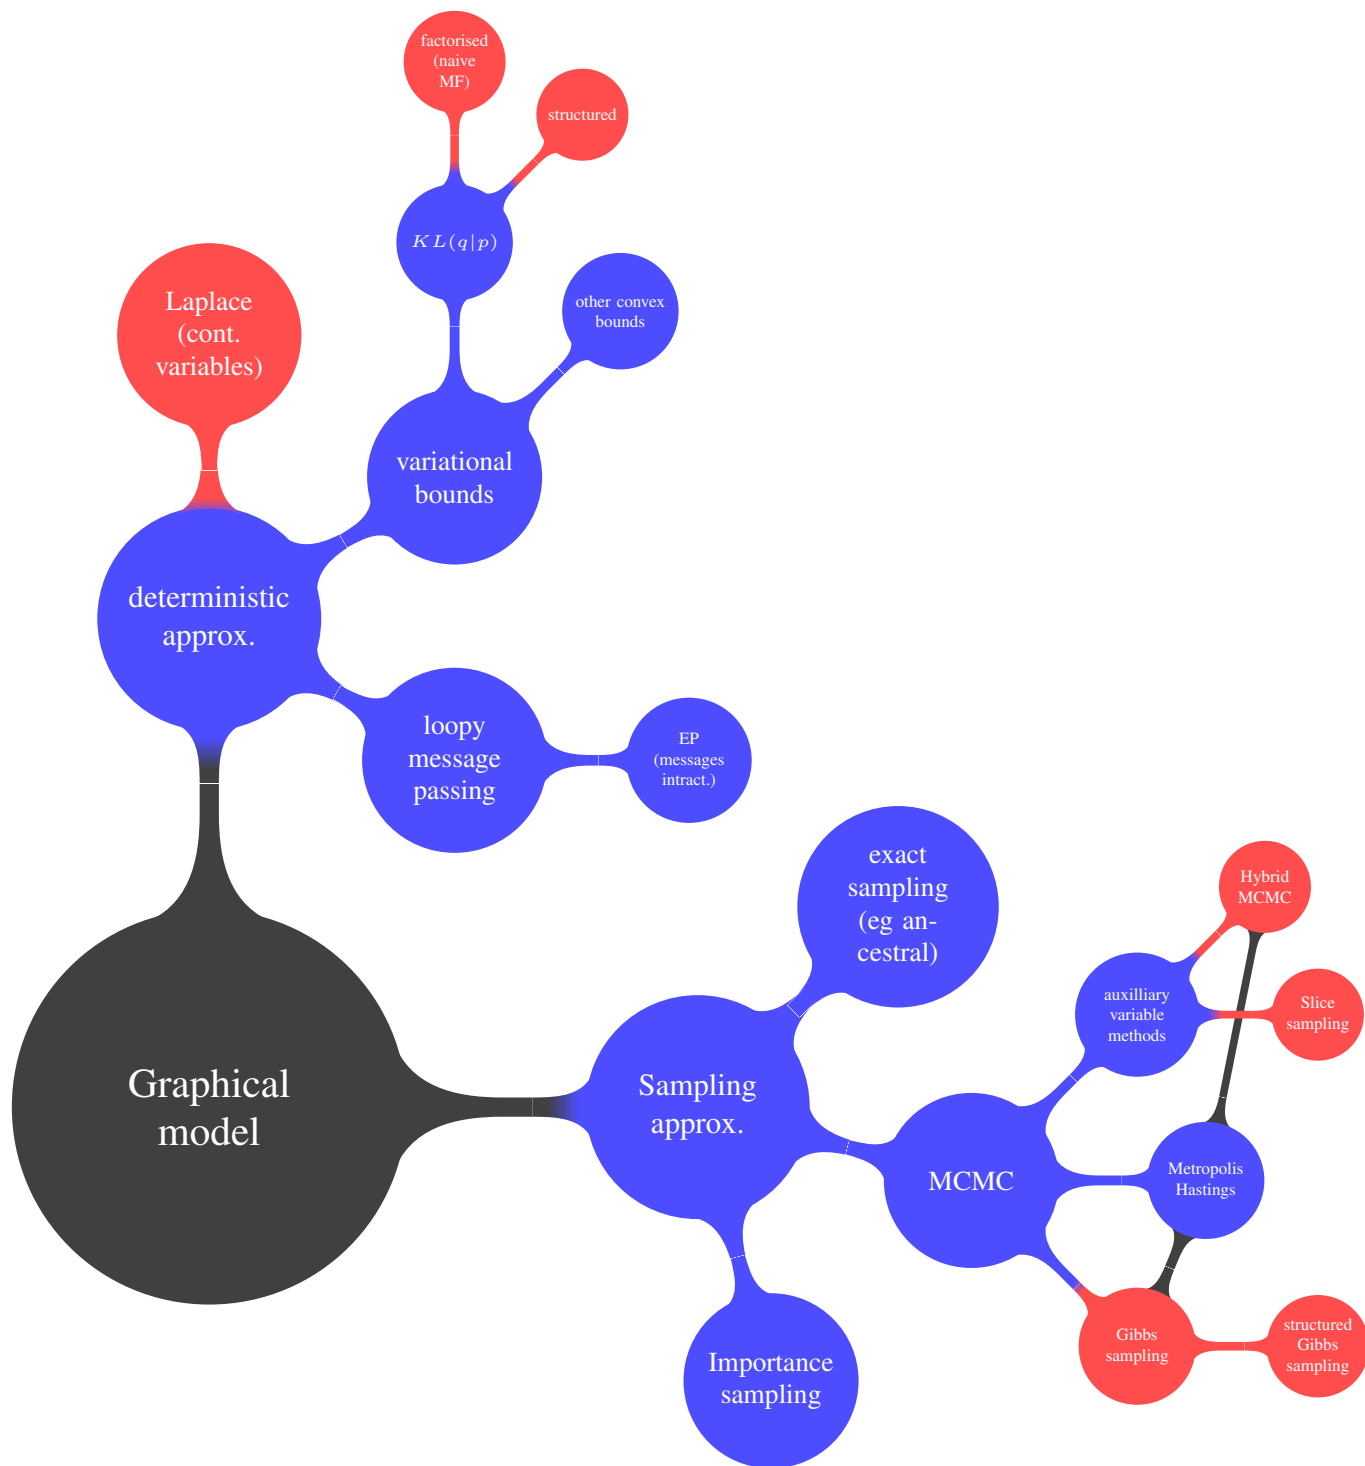 factorised
(naive
MF)
structured
KL(q|p)
other convex
bounds
Laplace
(cont.
variables)
variational
bounds
deterministic
approx.
loopy
message
passing
EP
(messages
intract.)
exact
sampling
(eg an-
cestral)
Hybrid
MCMC
auxilliary
variable
methods
Slice
sampling
Graphical
model
Sampling
approx.
MCMC
Metropolis
Hastings
Importance
sampling
Gibbs
sampling
structured
Gibbs
sampling